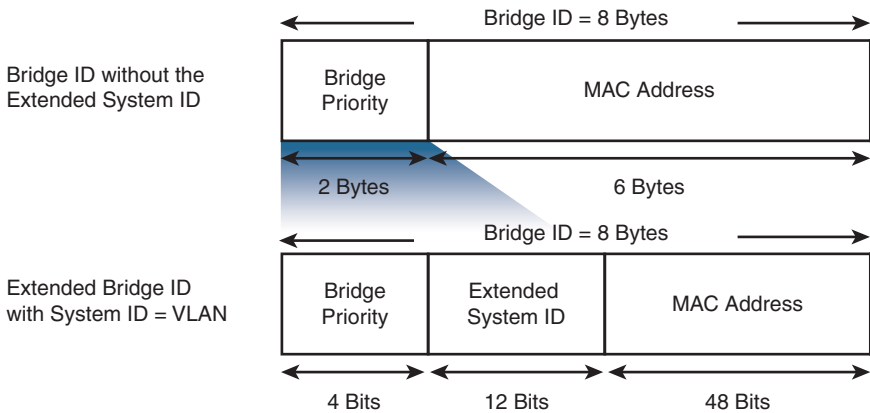 Bridge ID = 8 Bytes
Bridge ID without the
Extended System ID
Bridge
Priority
MAC Address
2 Bytes
6 Bytes
Bridge ID = 8 Bytes
Extended Bridge ID
with System ID = VLAN
Bridge
Priority
Extended
System ID
MAC Address
4 Bits
12 Bits
48 Bits